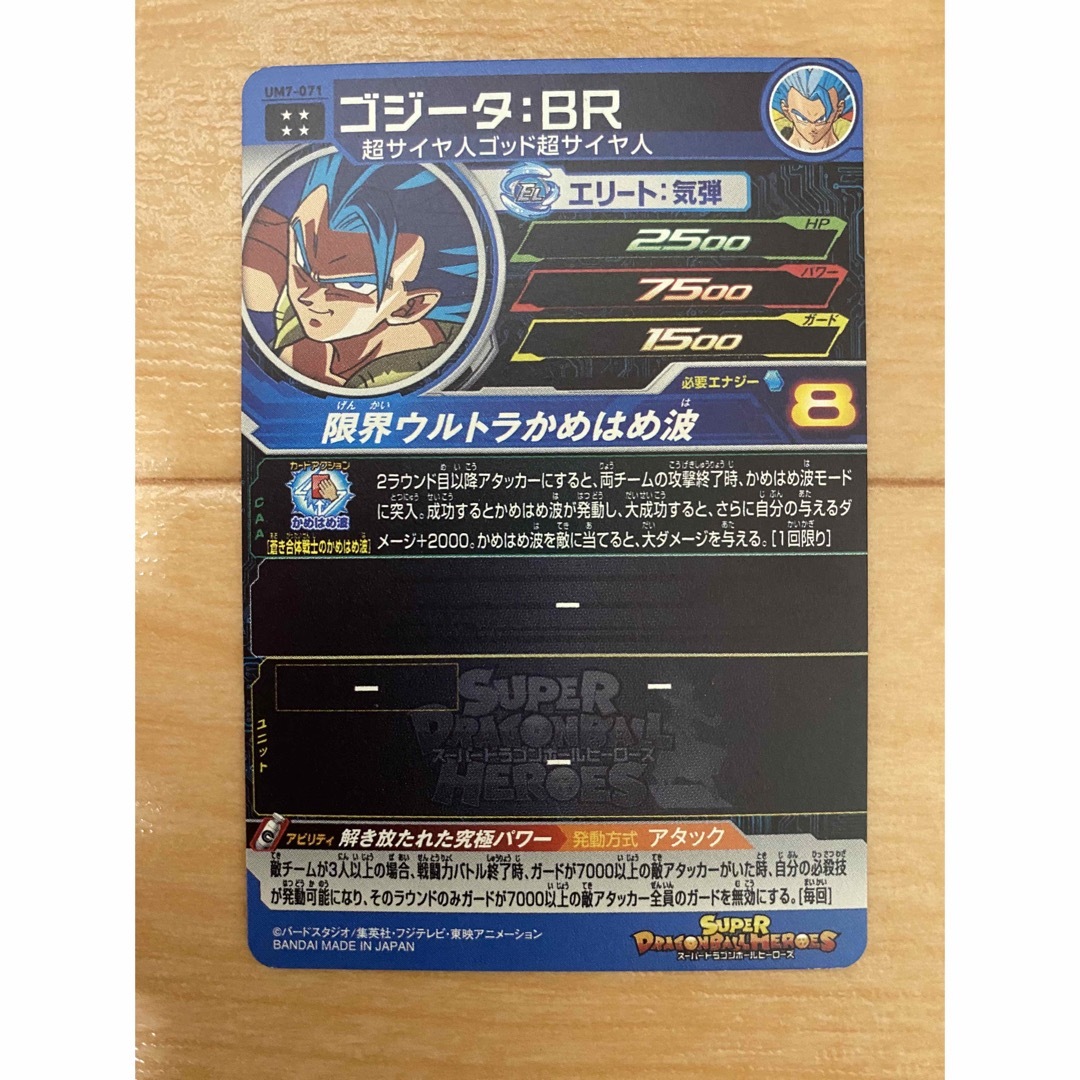 UM7-071
ゴジータ:BR
超サイヤ人ゴッド超サイヤ人
EL
エリート:気弾
HP
2500
パワー
7500
ガード
1500
必要エナジー
8
限界ウルトラかめはめ波
げんかい は
CAA
カードアクション
かめはめ波
[蒼き合体戦士のかめはめ波]
2ラウンド目以降アタッカーにすると、両チームの攻撃終了時、かめはめ波モード
に突入。成功するとかめはめ波が発動し、大成功すると、さらに自分の与えるダ
メージ+2000。かめはめ波を敵に当てると、大ダメージを与える。[1回限り]
ー
ユニット
ー
ー
ー
SUPER
DRAGONBALL
スーパードラゴンボールヒーローズ
HEROES
アビリティ 解き放たれた究極パワー 発動方式 アタック
敵チームが3人以上の場合、戦闘力バトル終了時、ガードが7000以上の敵アタッカーがいた時、自分の必殺技
が発動可能になり、そのラウンドのみガードが7000以上の敵アタッカー全員のガードを無効にする。[毎回]
©バードスタジオ/集英社・フジテレビ・東映アニメーション
BANDAI MADE IN JAPAN
SUPER
DRAGONBALL HEROES
スーパードラゴンボールヒーローズ